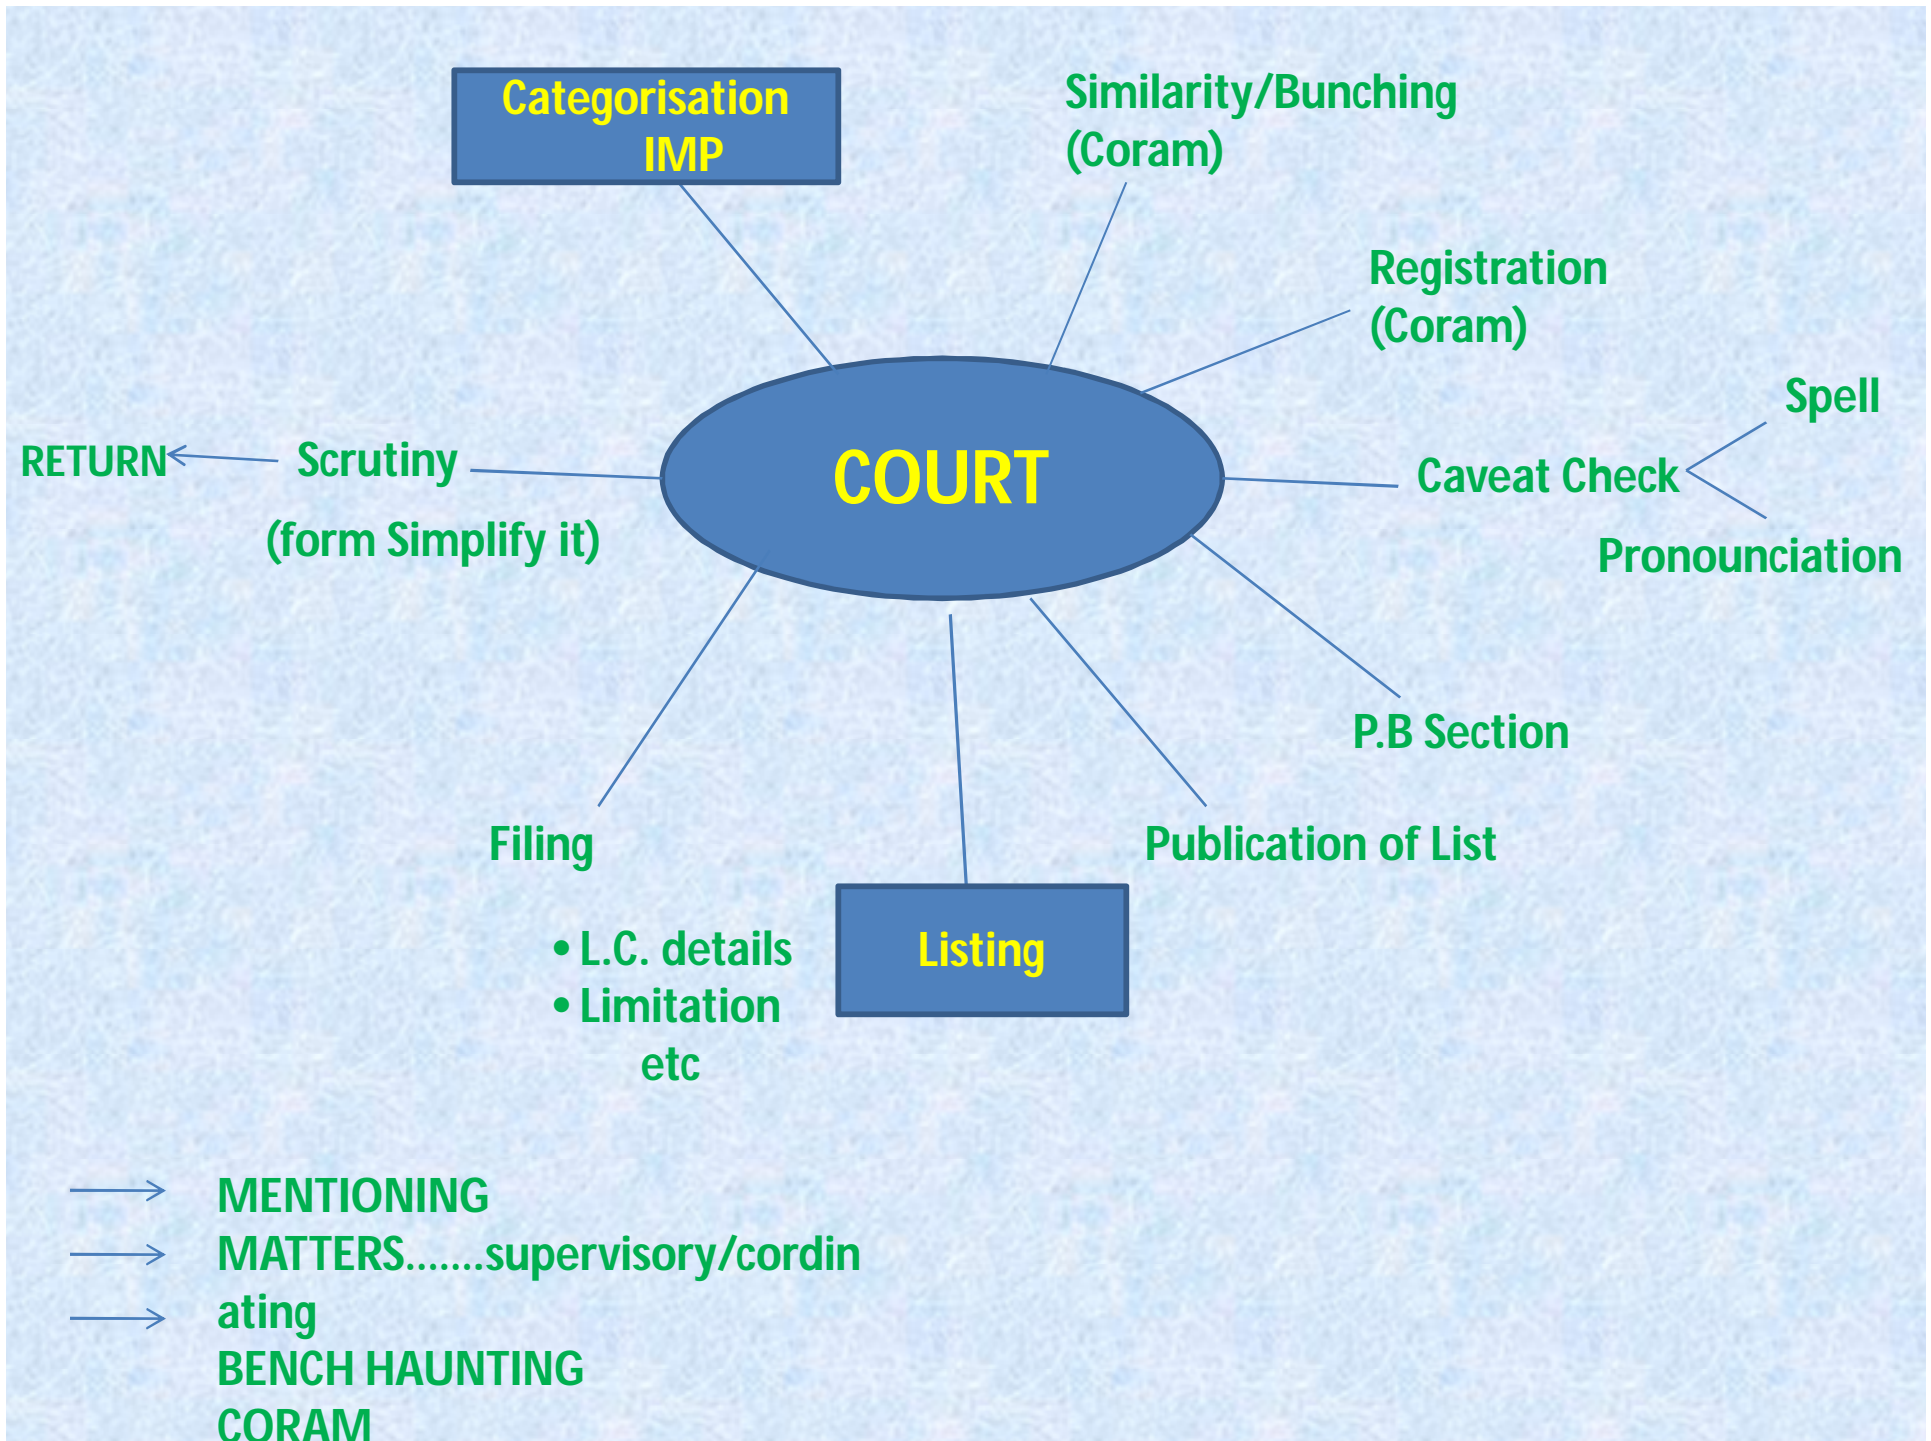 Categorisation
IMP
Similarity/Bunching
(Coram)
Registration
(Coram)
Spell
RETURN
Scrutiny
COURT
Caveat Check
(form Simplify it)
Pronounciation
P.B Section
Filing
Publication of List
• L.C. details
Listing
• Limitation
etc
MENTIONING
MATTERS.......supervisory/cordin
ating
BENCH HAUNTING
CORAM